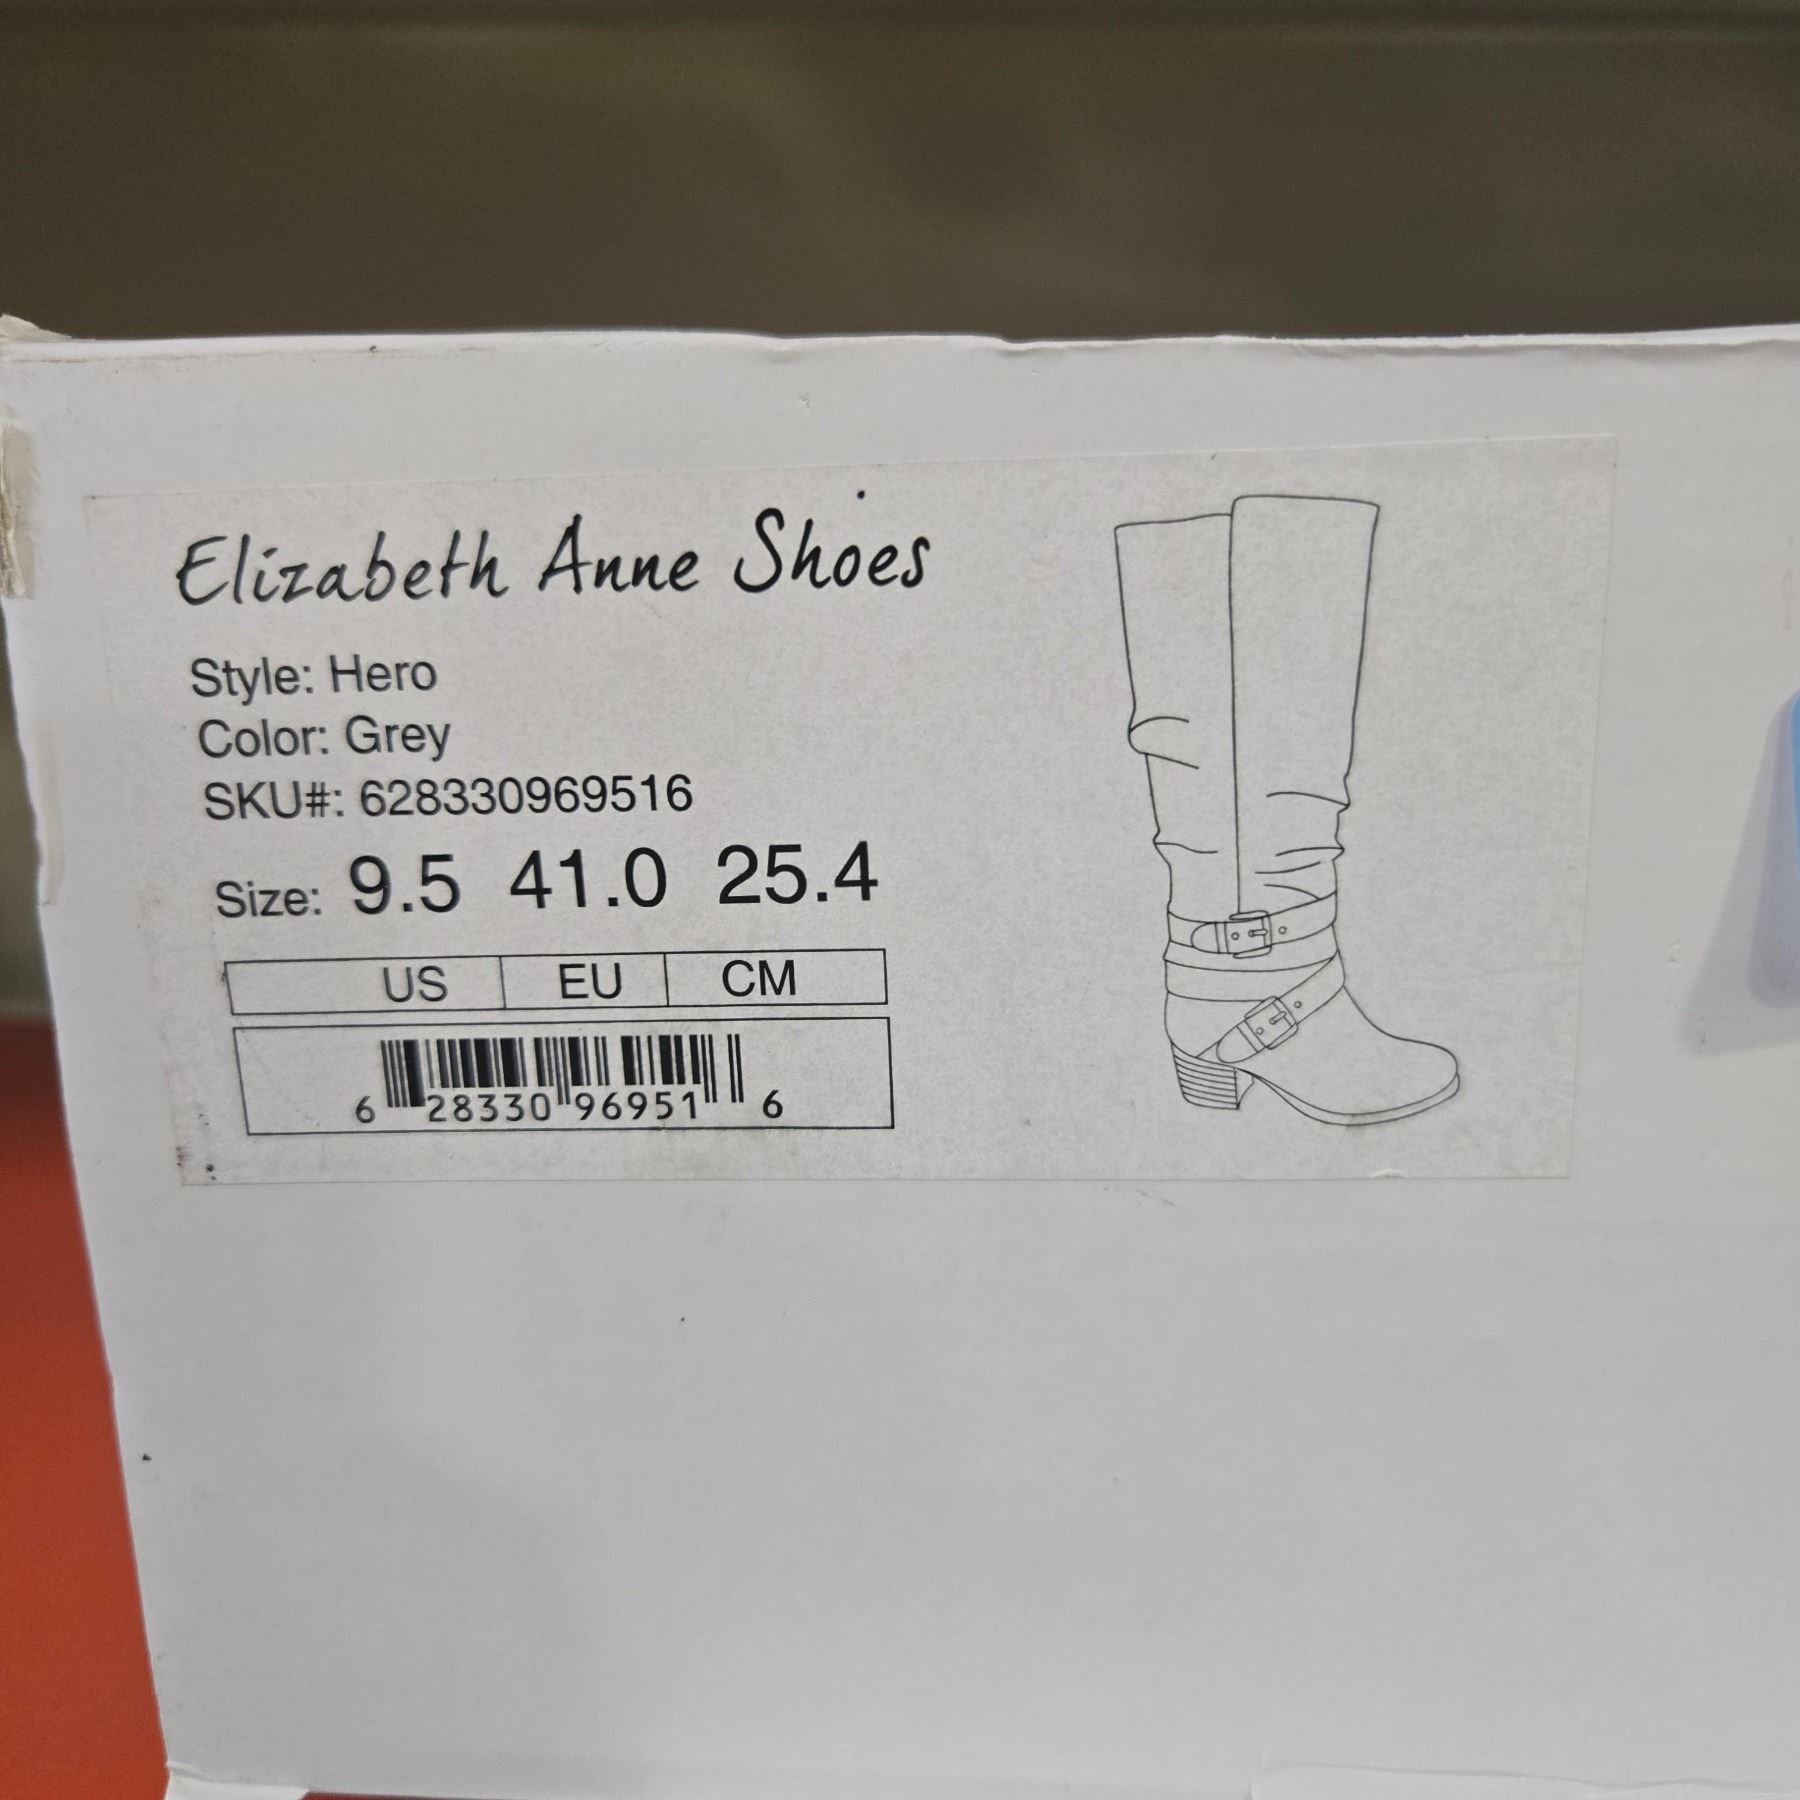 Elizabeth Anne Shoes
Style: Hero
Color: Grey
SKU#: 628330969516
Size: 9.5 41.0 25.4
US EU CM
6 28330 96951 6